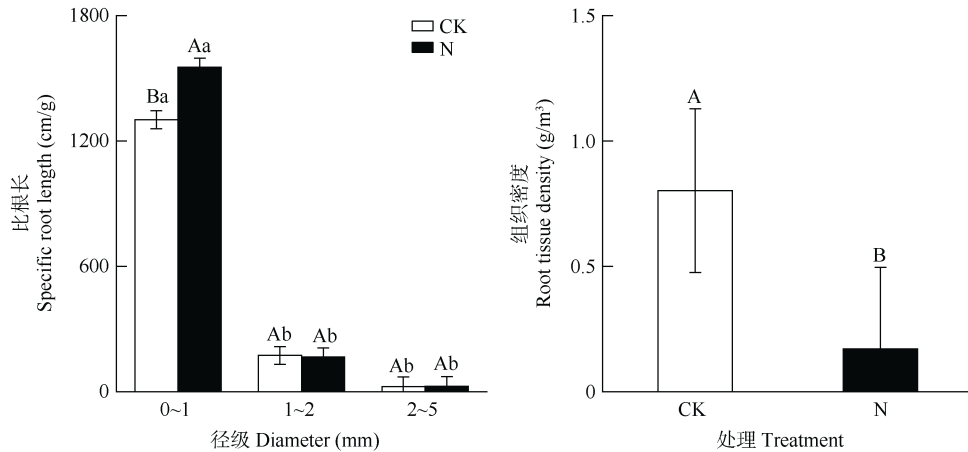 比根长
Specific root length (cm/g)
1800
1200
600
0
CK
N
Ba
Aa
Ab
Ab
Ab
Ab
0~1
1~2
2~5
径级 Diameter (mm)
组织密度
Root tissue density (g/m³)
1.5
1.0
0.5
0
A
B
CK
N
处理 Treatment